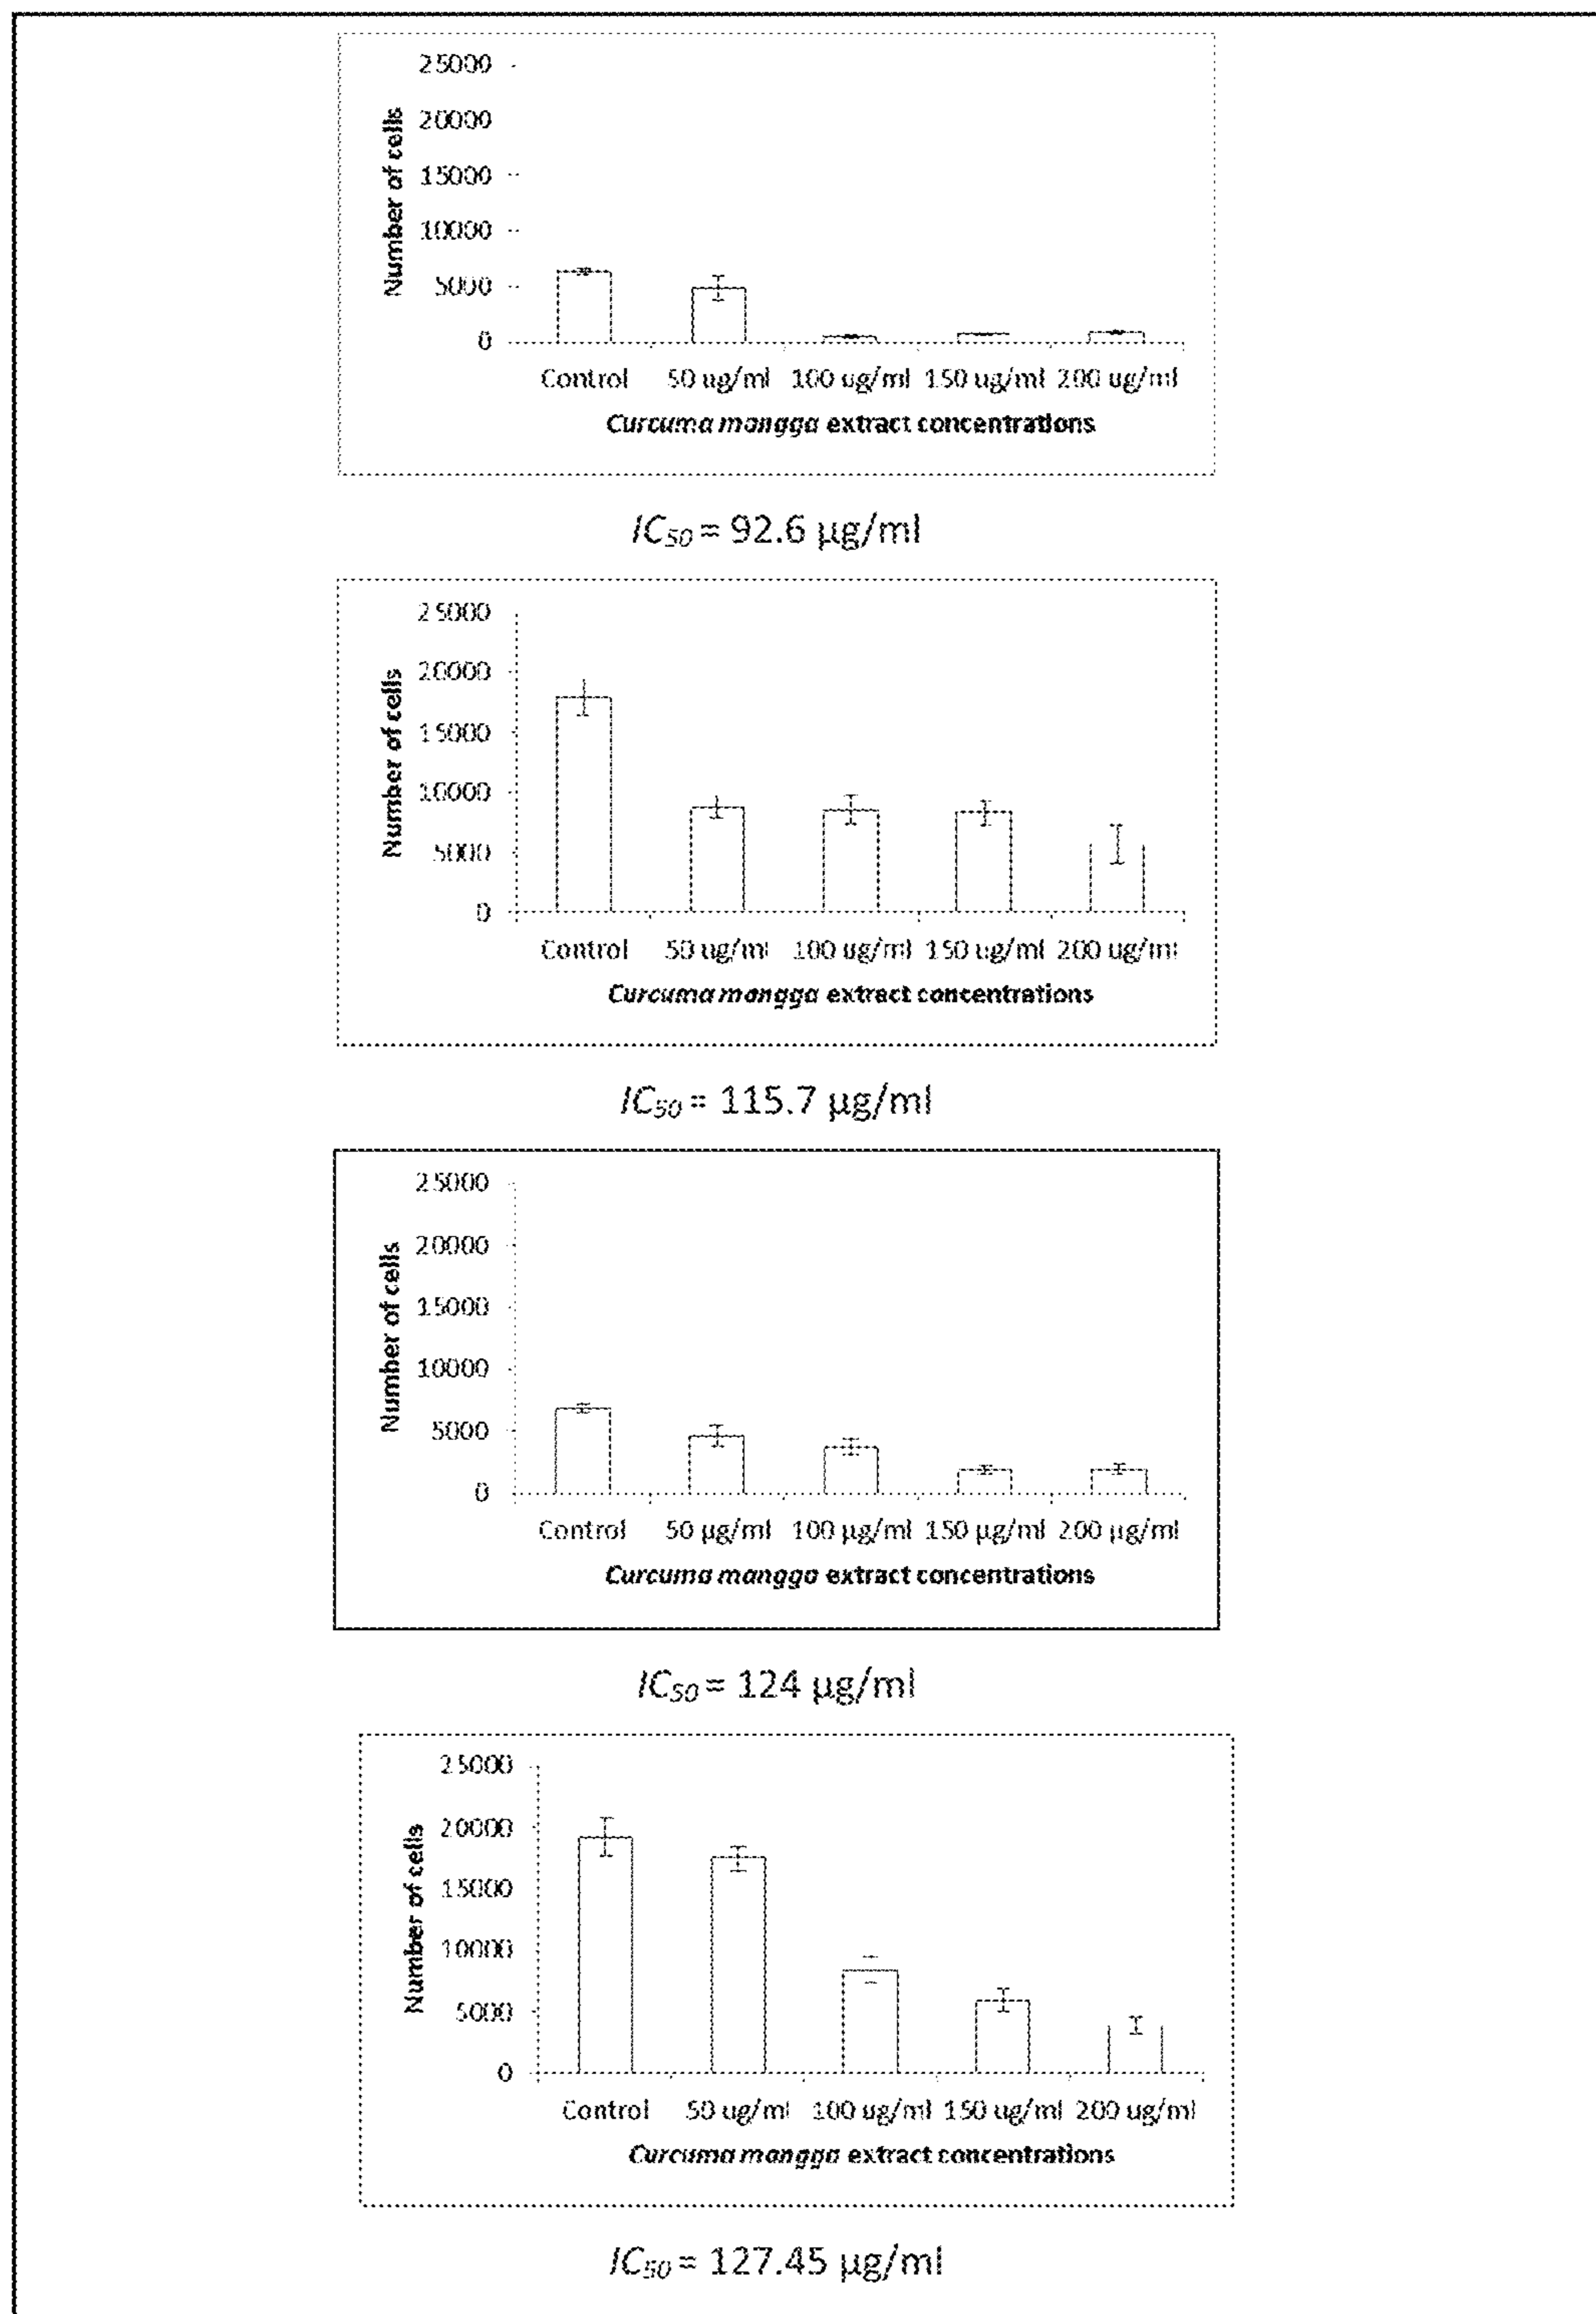 25000
20000
15000
10000
5000
0
Number of cells
Control 50 ug/ml 100 ug/ml 150 ug/ml 200 ug/ml
Curcuma mangga extract concentrations
IC50 = 92.6 µg/ml
25000
20000
15000
10000
5000
0
Number of cells
Control 50 ug/ml 100 ug/ml 150 ug/ml 200 ug/ml
Curcuma mangga extract concentrations
IC50 = 115.7 µg/ml
25000
20000
15000
10000
5000
0
Number of cells
Control 50 µg/ml 100 µg/ml 150 µg/ml 200 µg/ml
Curcuma mangga extract concentrations
IC50 = 124 µg/ml
25000
20000
15000
10000
5000
0
Number of cells
Control 50 ug/ml 100 ug/ml 150 ug/ml 200 ug/ml
Curcuma mangga extract concentrations
IC50 = 127.45 µg/ml